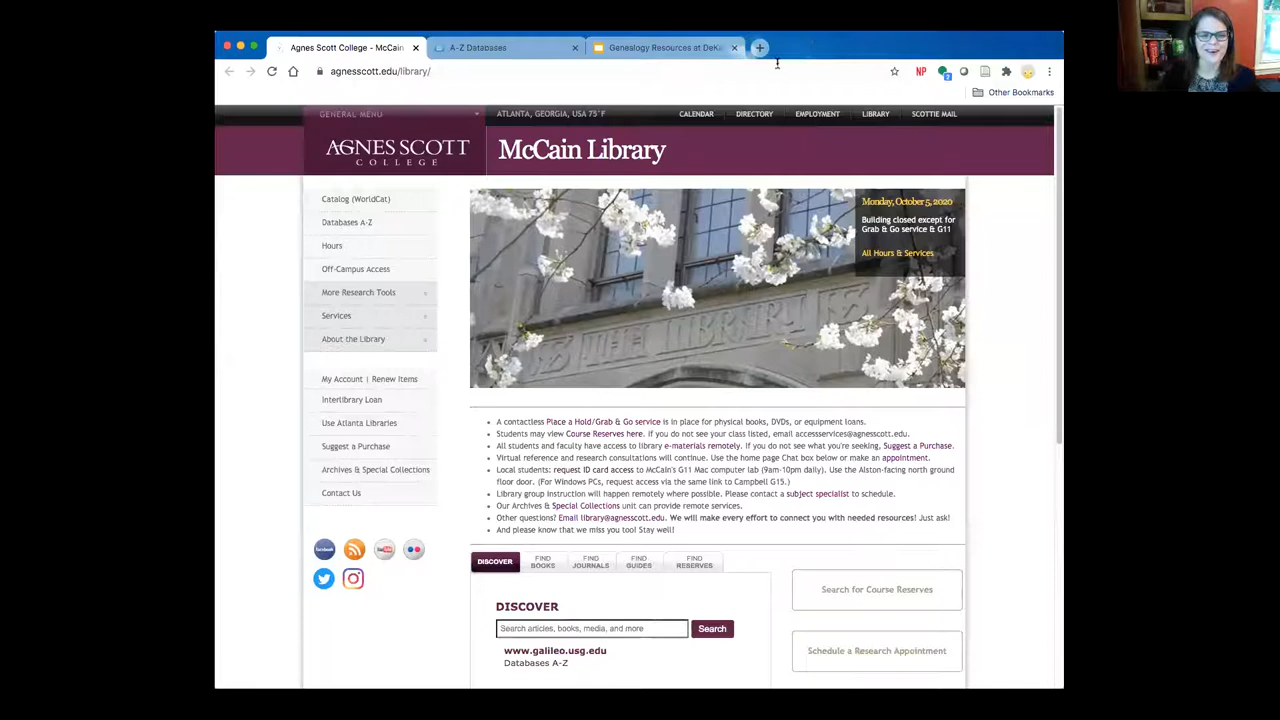 Agnes Scott College - McCain
A-Z Databases
Genealogy Resources at DeKa
agnesscott.edu/library/
NP
2
Other Bookmarks
GENERAL MENU
ATLANTA, GEORGIA, USA 75°F
CALENDAR
DIRECTORY
EMPLOYMENT
LIBRARY
SCOTTIE MAIL
AGNES SCOTT
COLLEGE
McCain Library
Catalog (WorldCat)
Databases A-Z
Hours
Off-Campus Access
More Research Tools
Services
About the Library
My Account | Renew Items
Interlibrary Loan
Use Atlanta Libraries
Suggest a Purchase
Archives & Special Collections
Contact Us
facebook
You Tube
Monday, October 5, 2020
Building closed except for
Grab & Go service & G11
All Hours & Services
THE LIBRARY
A contactless Place a Hold/Grab & Go service is in place for physical books, DVDs, or equipment loans.
Students may view Course Reserves here. If you do not see your class listed, email accesservices@agnesscott.edu.
All students and faculty have access to library e-materials remotely. If you do not see what you're seeking, Suggest a Purchase.
Virtual reference and research consultations will continue. Use the home page Chat box below or make an appointment.
Local students: request ID card access to McCain's G11 Mac computer lab (9am-10pm daily). Use the Alston-facing north ground
floor door. (For Windows PCs, request access via the same link to Campbell G15.)
Library group instruction will happen remotely where possible. Please contact a subject specialist to schedule.
Our Archives & Special Collections unit can provide remote services.
Other questions? Email library@agnesscott.edu. We will make every effort to connect you with needed resources! Just ask!
And please know that we miss you too! Stay well!
DISCOVER
FIND
BOOKS
FIND
JOURNALS
FIND
GUIDES
FIND
RESERVES
DISCOVER
Search articles, books, media, and more
Search
www.galileo.usg.edu
Databases A-Z
Search for Course Reserves
Schedule a Research Appointment